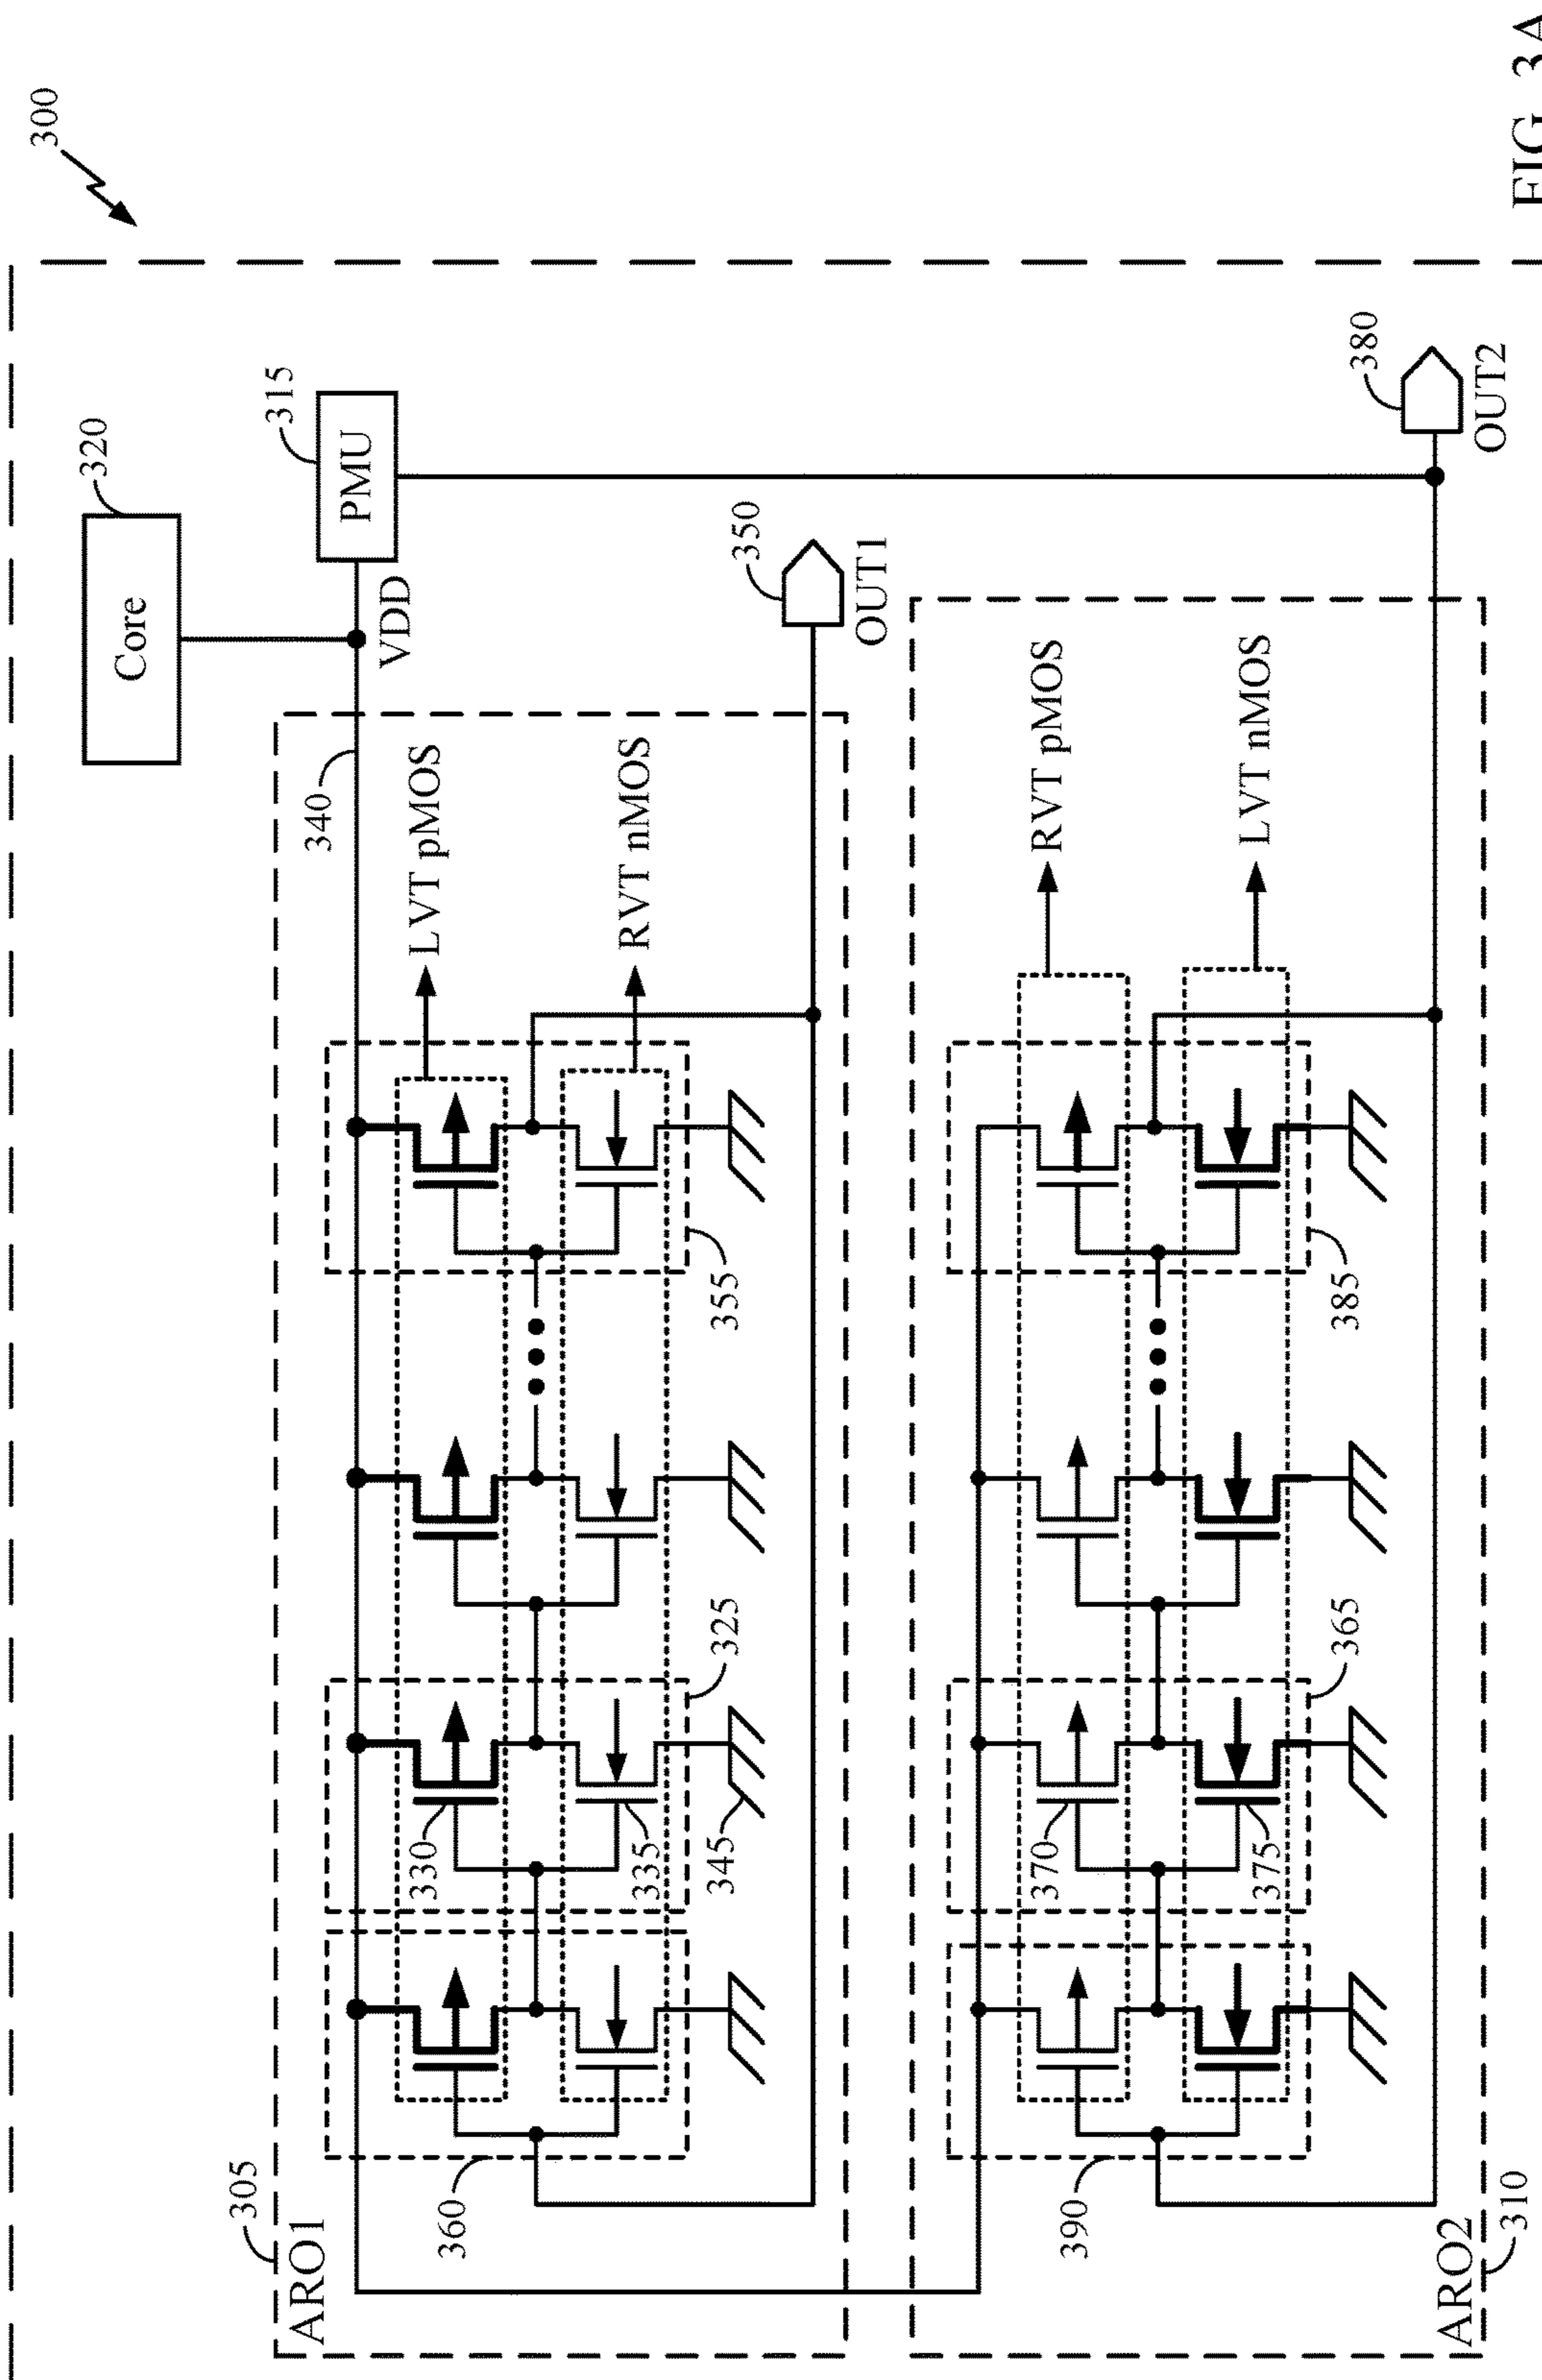 300
320
Core
315
PMU
VDD
340
LVT pMOS
RVT nMOS
350
OUT1
305
ARO1
360
330
335
345
325
355
RVT pMOS
LVT nMOS
380
OUT2
390
370
375
365
385
ARO2
310
FIG. 3A